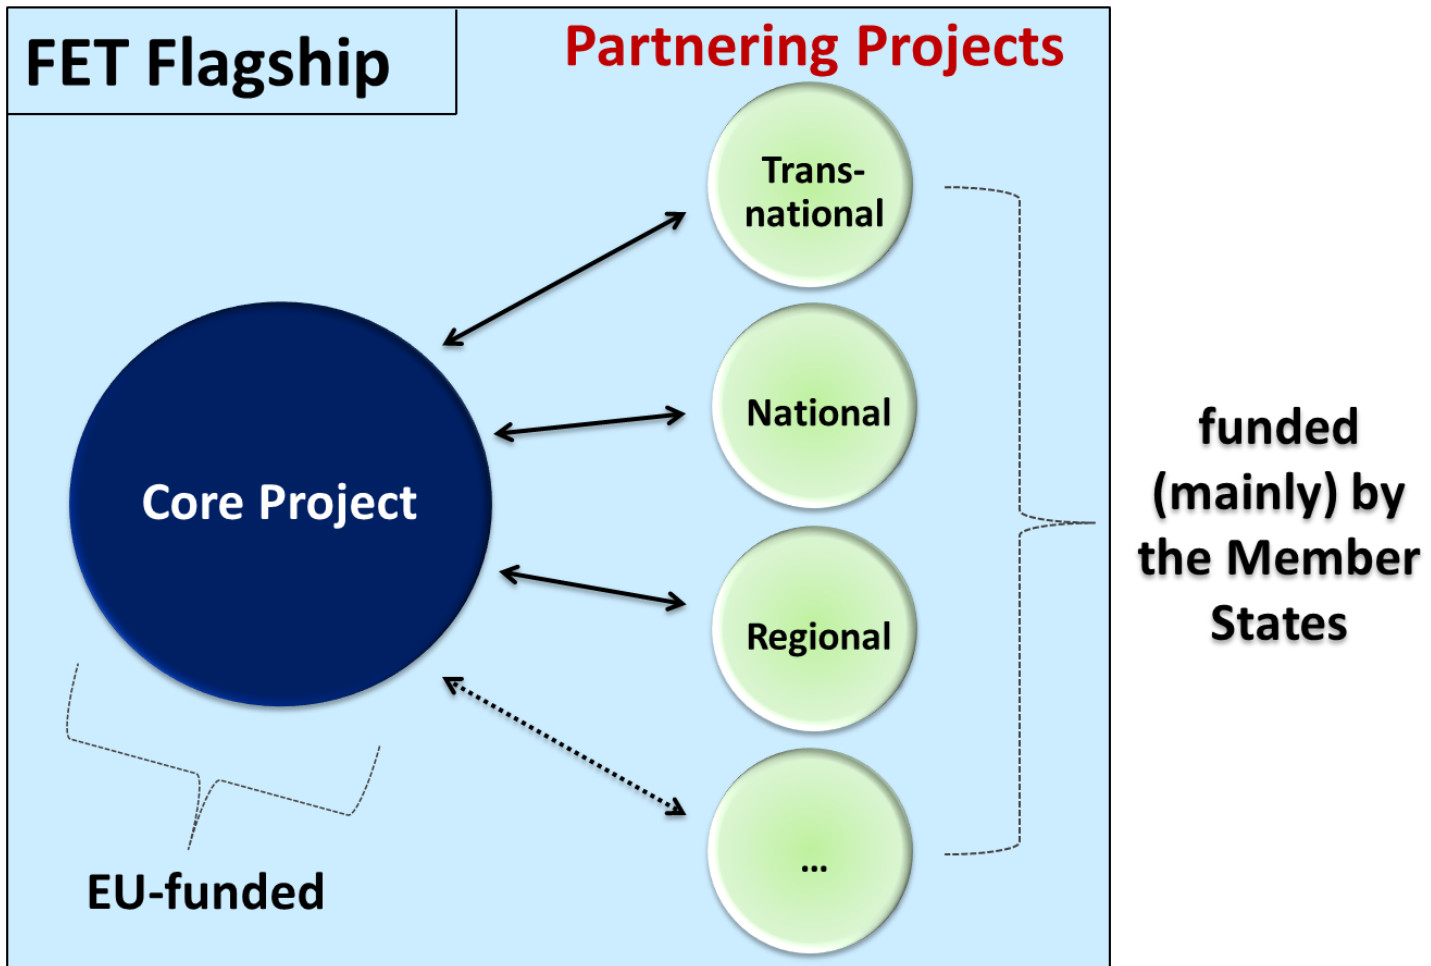 FET Flagship
Partnering Projects
Trans-
national
National
Core Project
Regional
...
EU-funded
funded
(mainly) by
the Member
States